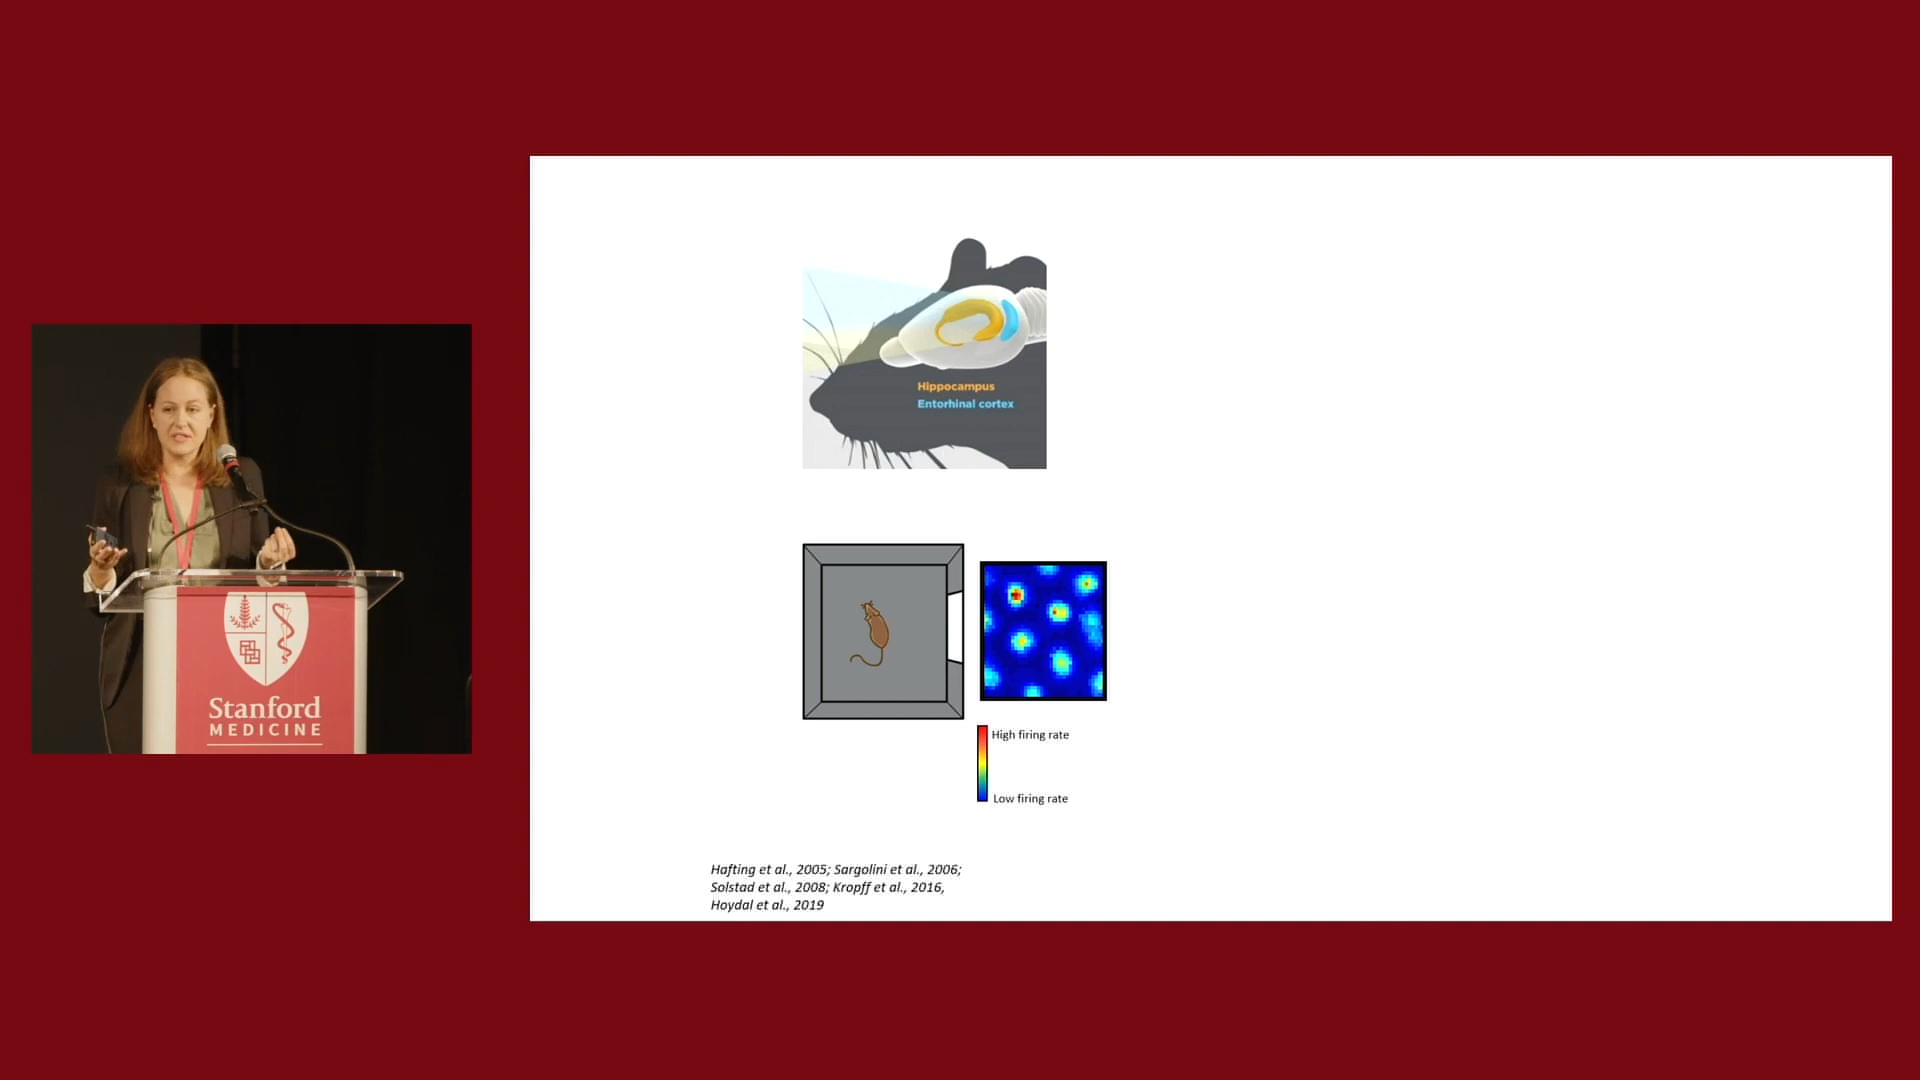 Hippocampus
Entorhinal cortex
High firing rate
Low firing rate
Hafting et al., 2005; Sargolini et al., 2006;
Solstad et al., 2008; Kropff et al., 2016,
Hoydal et al., 2019
Stanford
MEDICINE